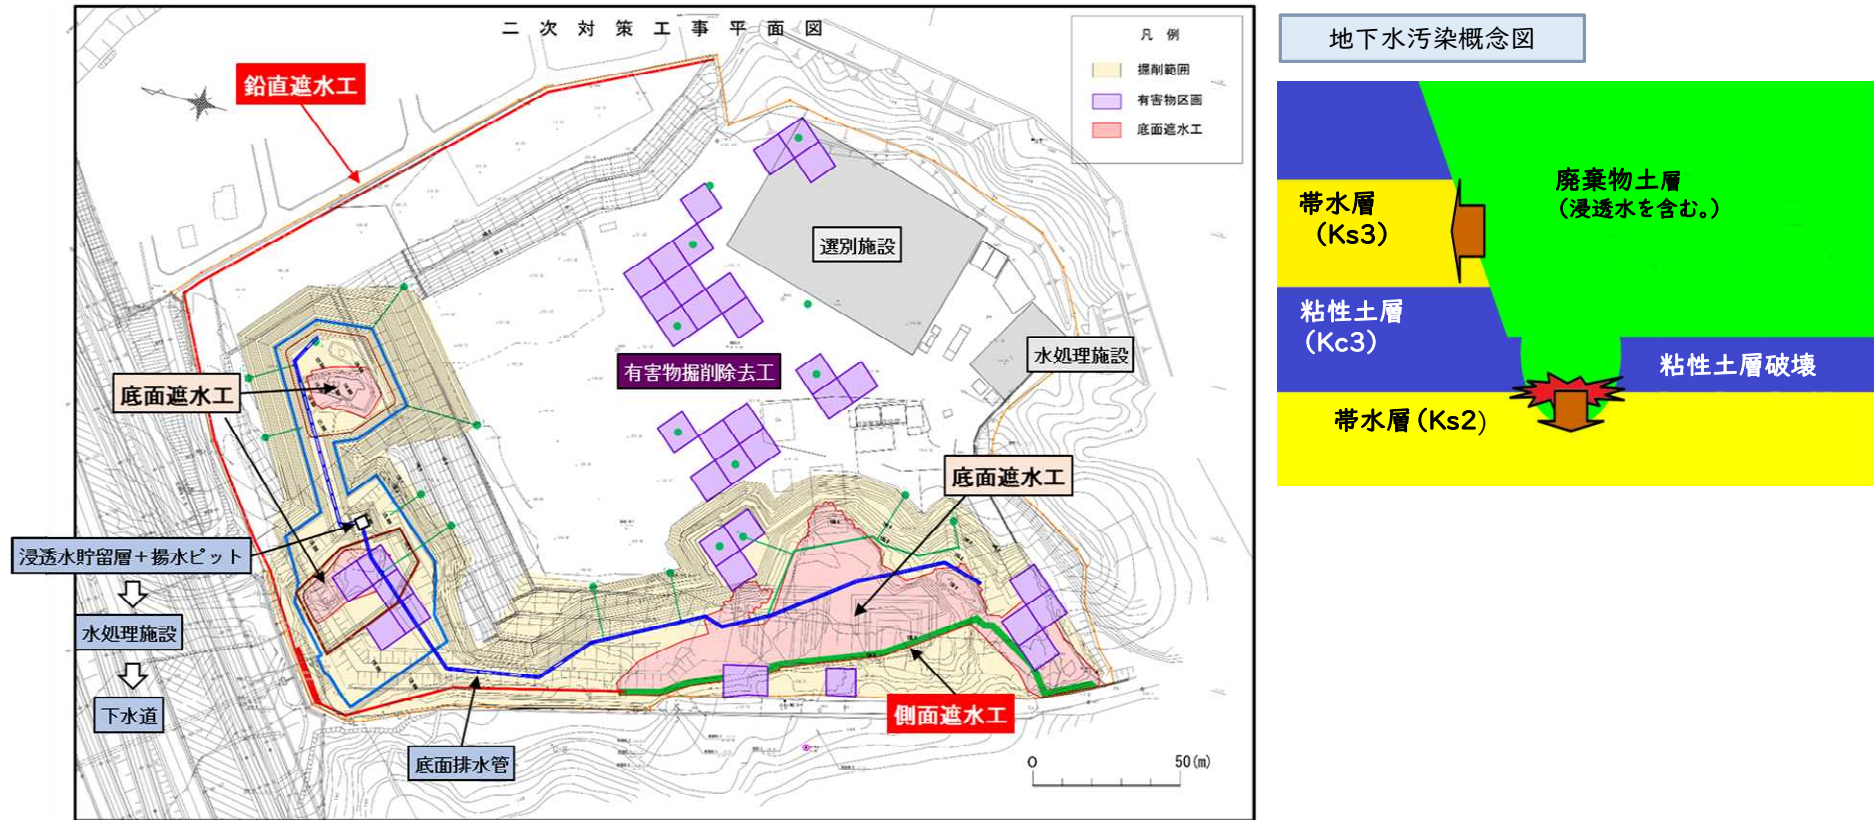 二次対策工事平面図
凡 例
掘削範囲
有害物区画
底面遮水工
鉛直遮水工
選別施設
水処理施設
有害物掘削除去工
底面遮水工
底面遮水工
浸透水貯留層＋揚水ピット
水処理施設
下水道
側面遮水工
底面排水管
0 50(m)
地下水汚染概念図
廃棄物土層
（浸透水を含む。）
帯水層
（Ks3）
粘性土層
（Kc3）
粘性土層破壊
帯水層（Ks2）